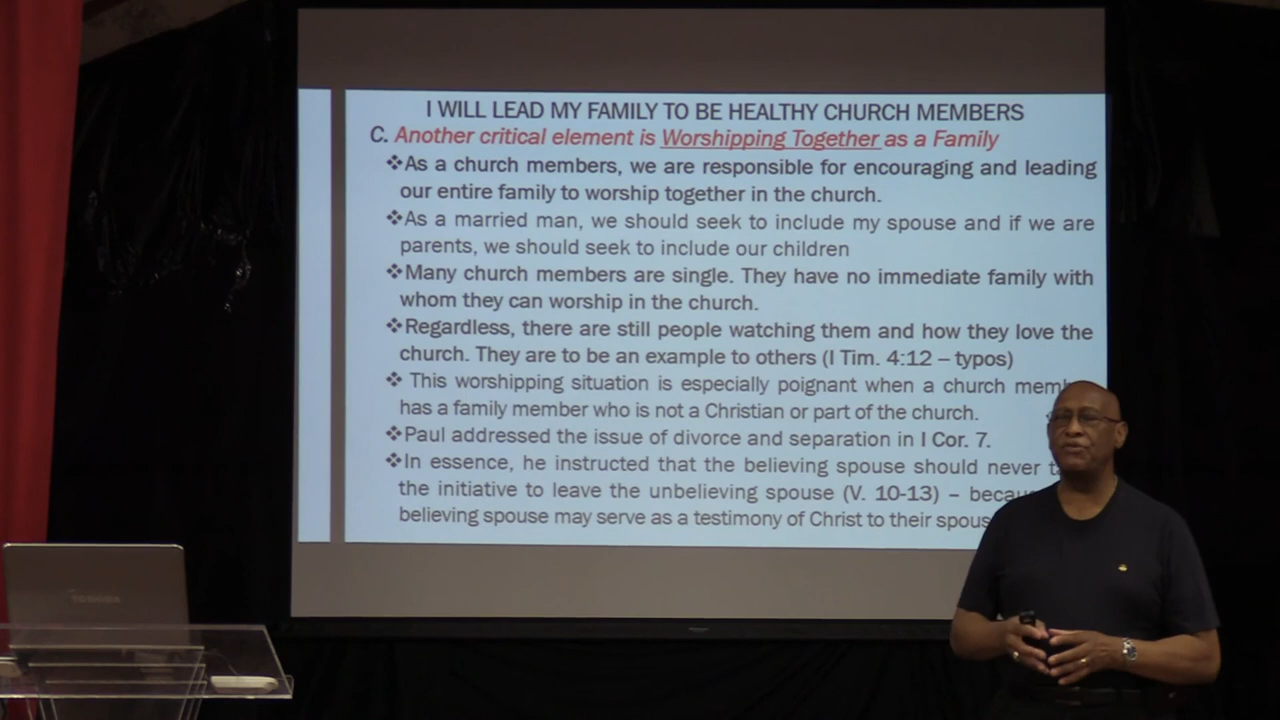 I WILL LEAD MY FAMILY TO BE HEALTHY CHURCH MEMBERS
C. Another critical element is Worshipping Together as a Family
❖As a church members, we are responsible for encouraging and leading
our entire family to worship together in the church.
❖As a married man, we should seek to include my spouse and if we are
parents, we should seek to include our children
❖Many church members are single. They have no immediate family with
whom they can worship in the church.
❖Regardless, there are still people watching them and how they love the
church. They are to be an example to others (I Tim. 4:12 – typos)
❖ This worshipping situation is especially poignant when a church
has a family member who is not a Christian or part of the church.
❖Paul addressed the issue of divorce and separation in I Cor. 7.
❖In essence, he instructed that the believing spouse should never
the initiative to leave the unbelieving spouse (V. 10-13) –
believing spouse may serve as a testimony of Christ to their
TOSHIBA